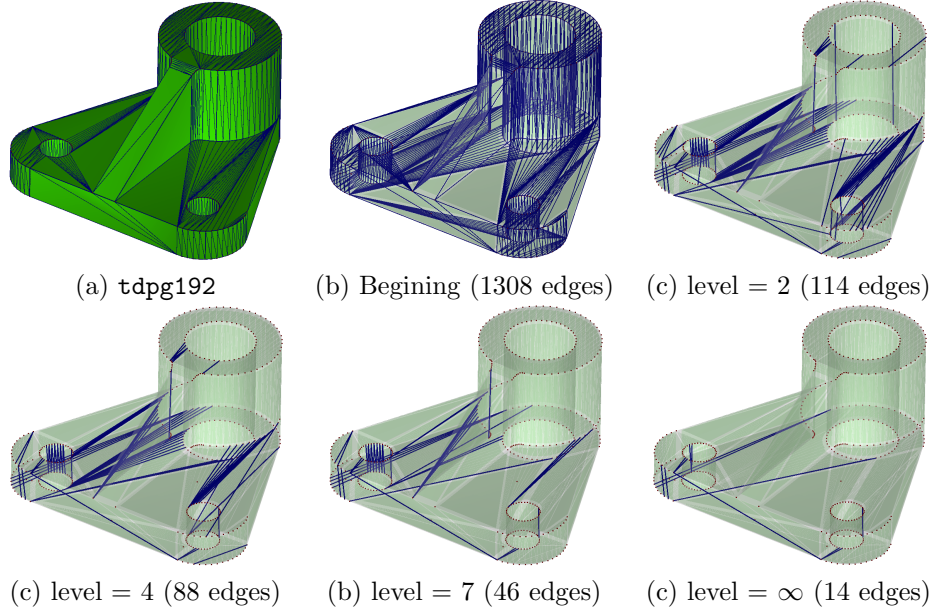 (a) tdpg192
(b) Begining (1308 edges)
(c) level = 2 (114 edges)
(c) level = 4 (88 edges)
(b) level = 7 (46 edges)
(c) level = ∞ (14 edges)